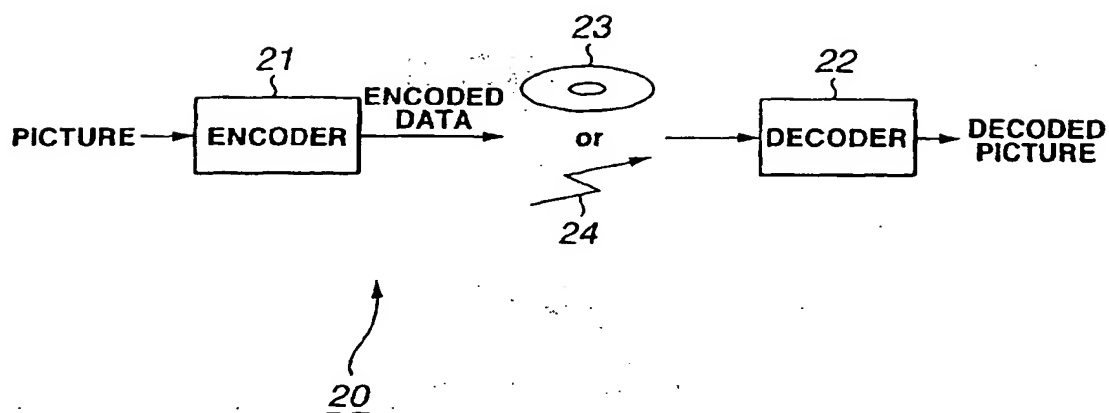 23
21
22
ENCODED
DATA
PICTURE
ENCODER
or
DECODER
DECODED
PICTURE
24
20